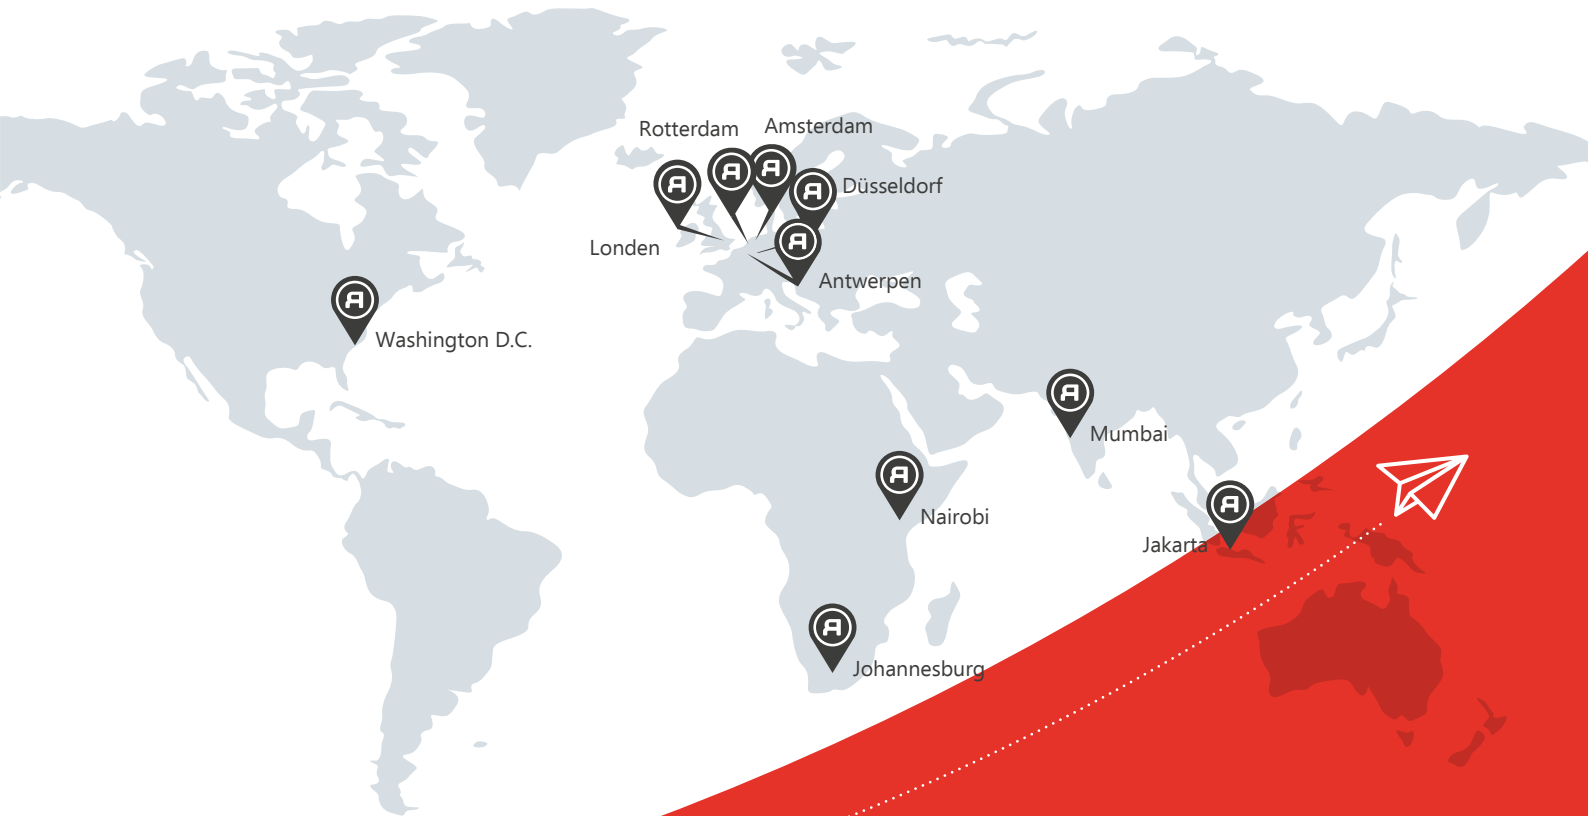 Rotterdam
Amsterdam
Düsseldorf
Londen
Antwerpen
Washington D.C.
Mumbai
Nairobi
Jakarta
Johannesburg